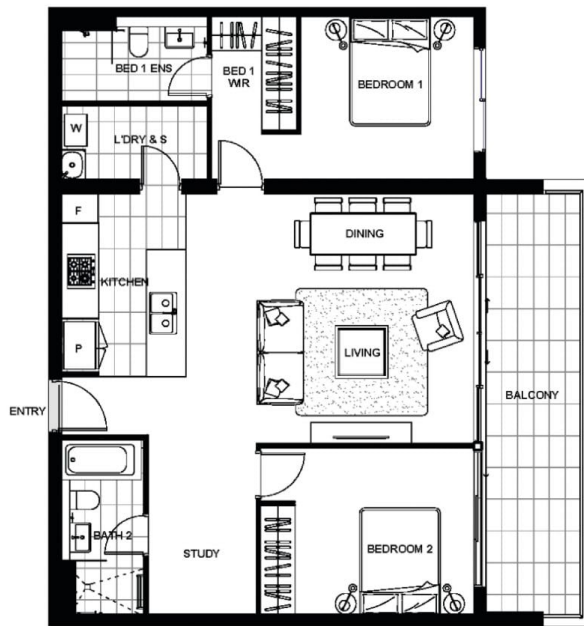 BED 1 ENS
BED 1
WIR
BEDROOM 1
W
L'DRY & S
F
DINING
KITCHEN
LIVING
P
BALCONY
ENTRY
BATH 2
STUDY
BEDROOM 2